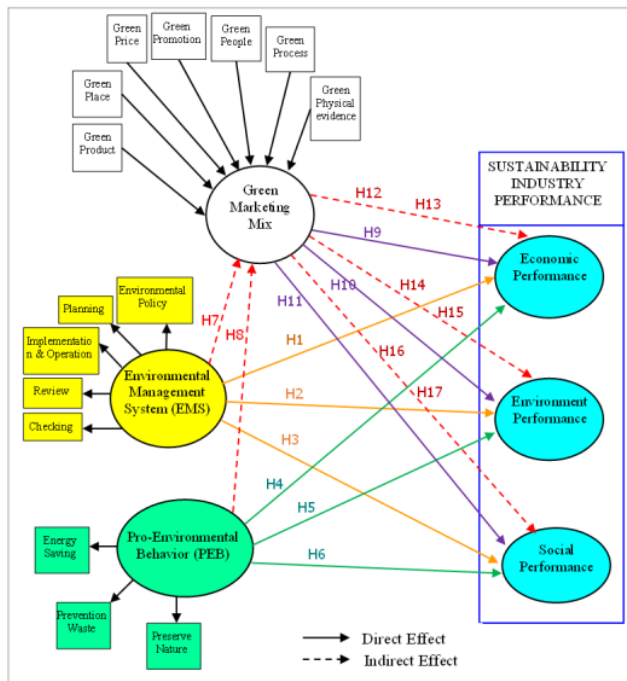 Green
Price
Green
Promotion
Green
People
Green
Process
Green
Place
Green
Physical
evidence
Green
Product
Green
Marketing
Mix
SUSTAINABILITY
INDUSTRY
PERFORMANCE
H12
H13
H9
Economic
Performance
H10
H14
H11
H15
Environmental
Policy
Planning
H7
H8
Implementatio
n & Operation
H1
H16
Environmental
Management
System (EMS)
Review
H2
H17
Environment
Performance
Checking
H3
H4
H5
Energy
Saving
Pro-Environmental
Behavior (PEB)
H6
Social
Performance
Prevention
Waste
Preserve
Nature
Direct Effect
Indirect Effect